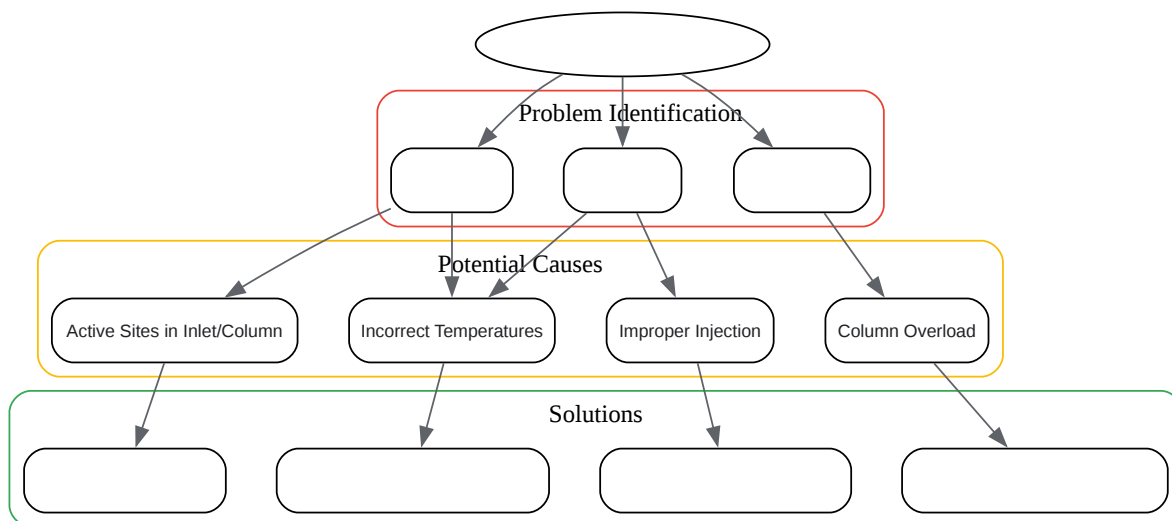 Problem Identification
Potential Causes
Active Sites in Inlet/Column
Incorrect Temperatures
Improper Injection
Column Overload
Solutions